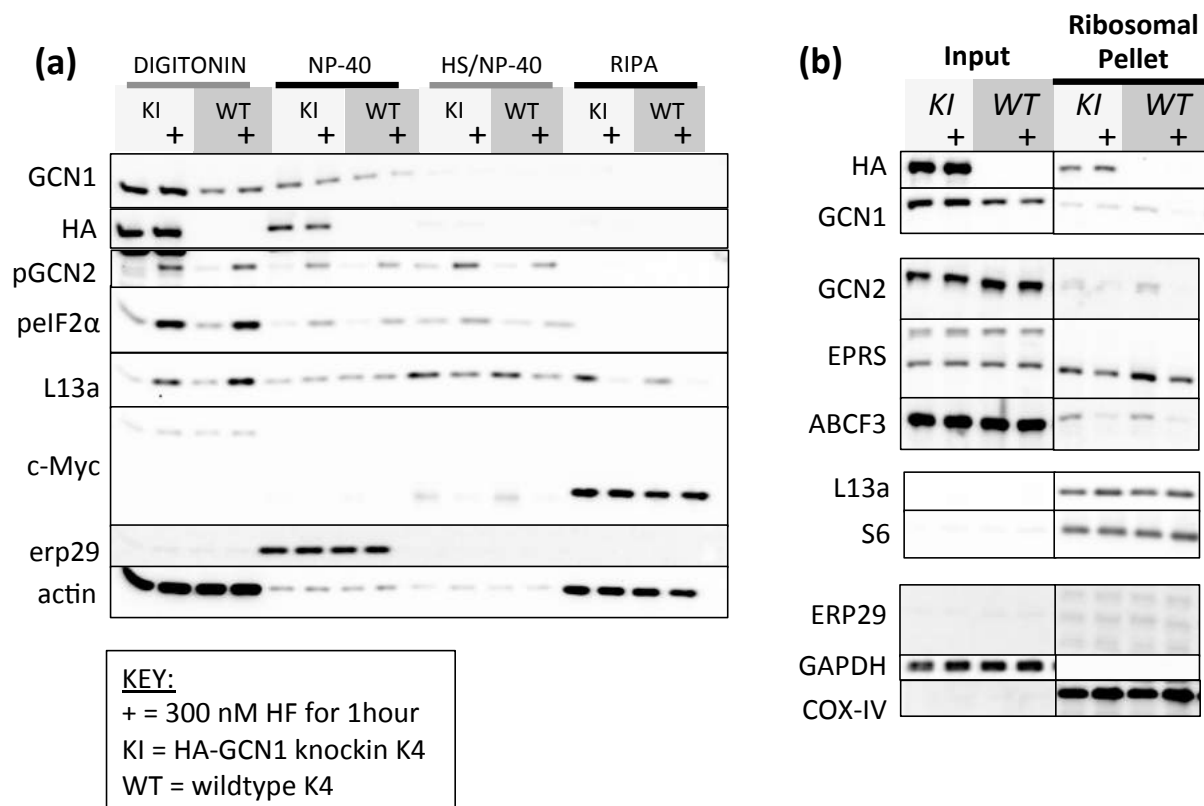 (a)
DIGITONIN NP-40 HS/NP-40 RIPA
KI WT KI WT KI WT KI WT
+ + + + + + + +
GCN1
HA
pGCN2
peIF2α
L13a
c-Myc
erp29
actin
KEY:
+ = 300 nM HF for 1hour
KI = HA-GCN1 knockin K4
WT = wildtype K4
(b)
Input Ribosomal
Pellet
KI WT KI WT
+ + + +
HA
GCN1
GCN2
EPRS
ABCF3
L13a
S6
ERP29
GAPDH
COX-IV